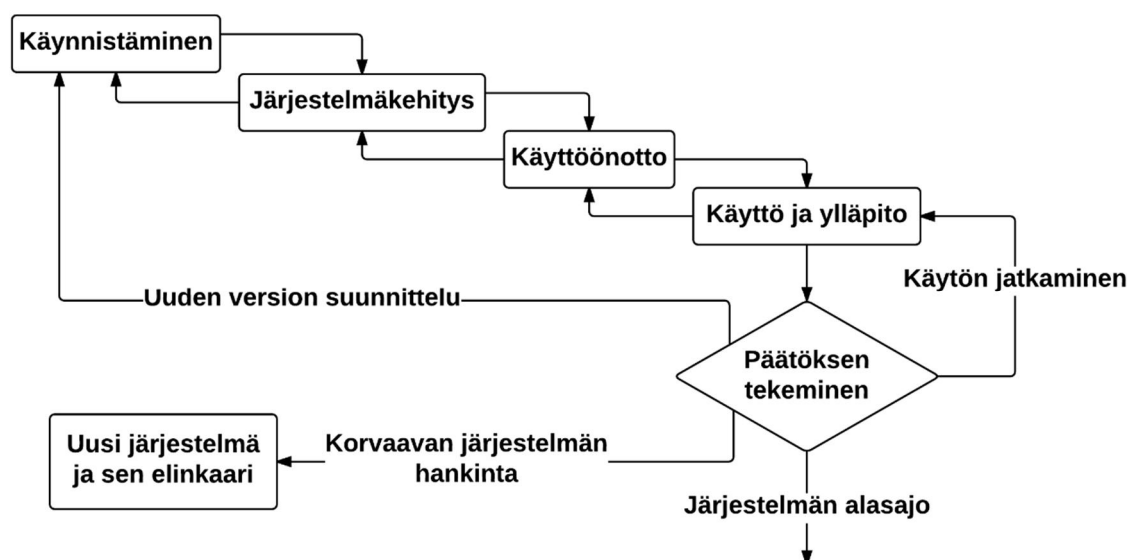 Käynnistäminen
Järjestelmäkehitys
Käyttöönotto
Käyttö ja ylläpito
Käytön jatkaminen
Uuden version suunnittelu
Päätöksen
tekeminen
Uusi järjestelmä
ja sen elinkaari
Korvaavan järjestelmän
hankinta
Järjestelmän alasajo